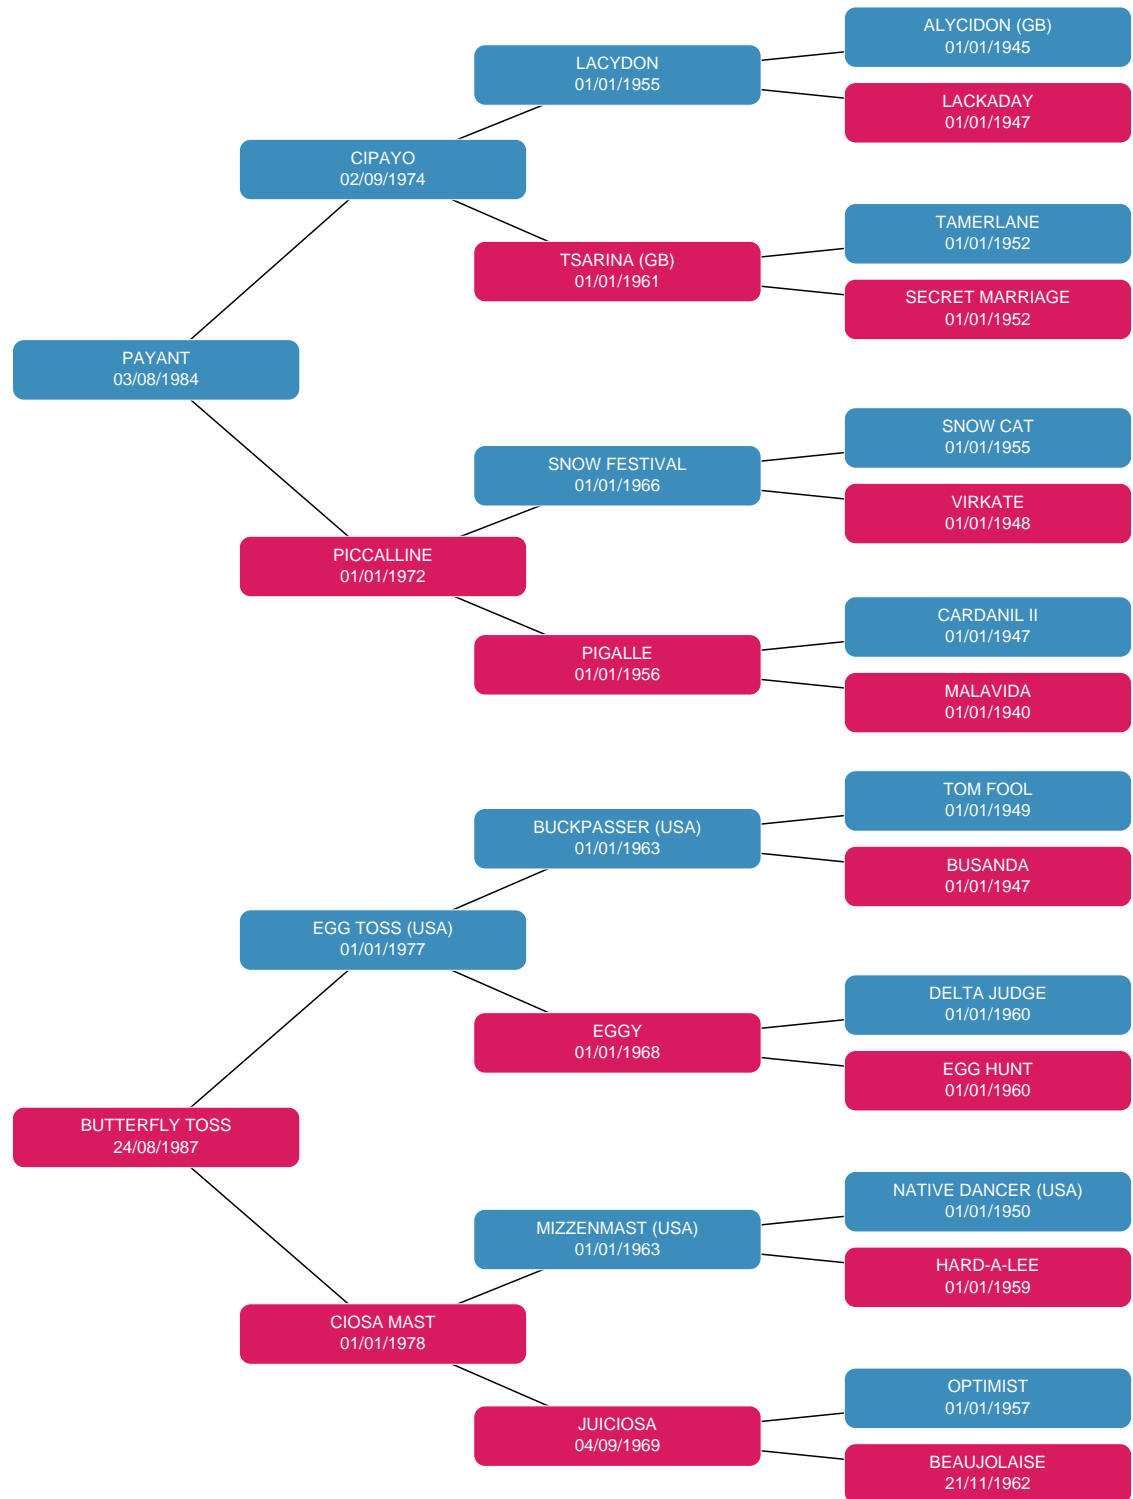 ALYCIDON (GB)
01/01/1945
LACYDON
01/01/1955
LACKADAY
01/01/1947
CIPAYO
02/09/1974
TAMERLANE
01/01/1952
TSARINA (GB)
01/01/1961
SECRET MARRIAGE
01/01/1952
PAYANT
03/08/1984
SNOW CAT
01/01/1955
SNOW FESTIVAL
01/01/1966
VIRKATE
01/01/1948
PICCALLINE
01/01/1972
CARDANIL II
01/01/1947
PIGALLE
01/01/1956
MALAVIDA
01/01/1940
TOM FOOL
01/01/1949
BUCKPASSER (USA)
01/01/1963
BUSANDA
01/01/1947
EGG TOSS (USA)
01/01/1977
DELTA JUDGE
01/01/1960
EGGY
01/01/1968
EGG HUNT
01/01/1960
BUTTERFLY TOSS
24/08/1987
NATIVE DANCER (USA)
01/01/1950
MIZZENMAST (USA)
01/01/1963
HARD-A-LEE
01/01/1959
CIOSA MAST
01/01/1978
OPTIMIST
01/01/1957
JUICIOSA
04/09/1969
BEAUJOLAISE
21/11/1962